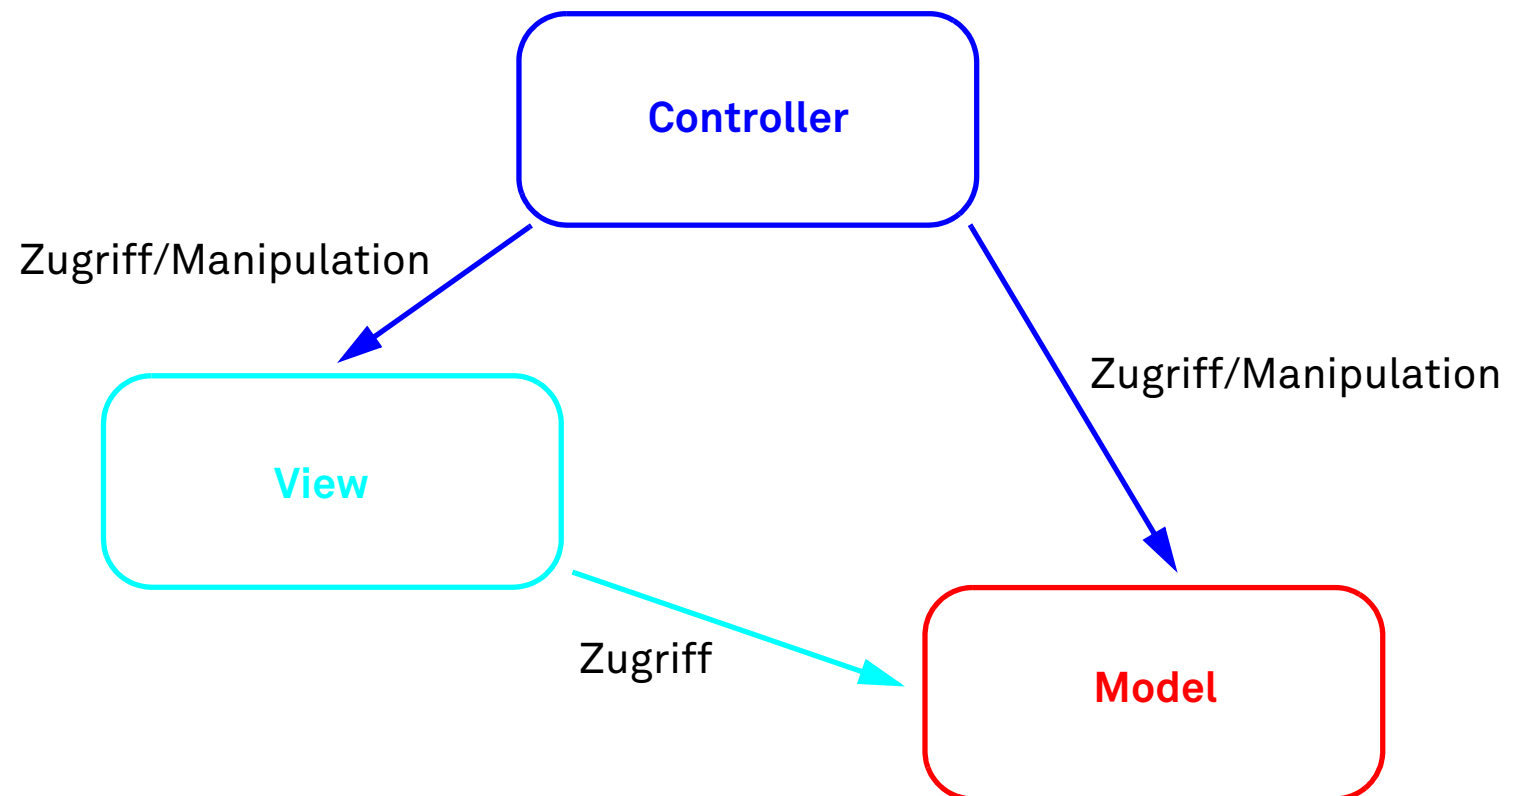 Controller
Zugriff/Manipulation
Zugriff/Manipulation
View
Zugriff
Model